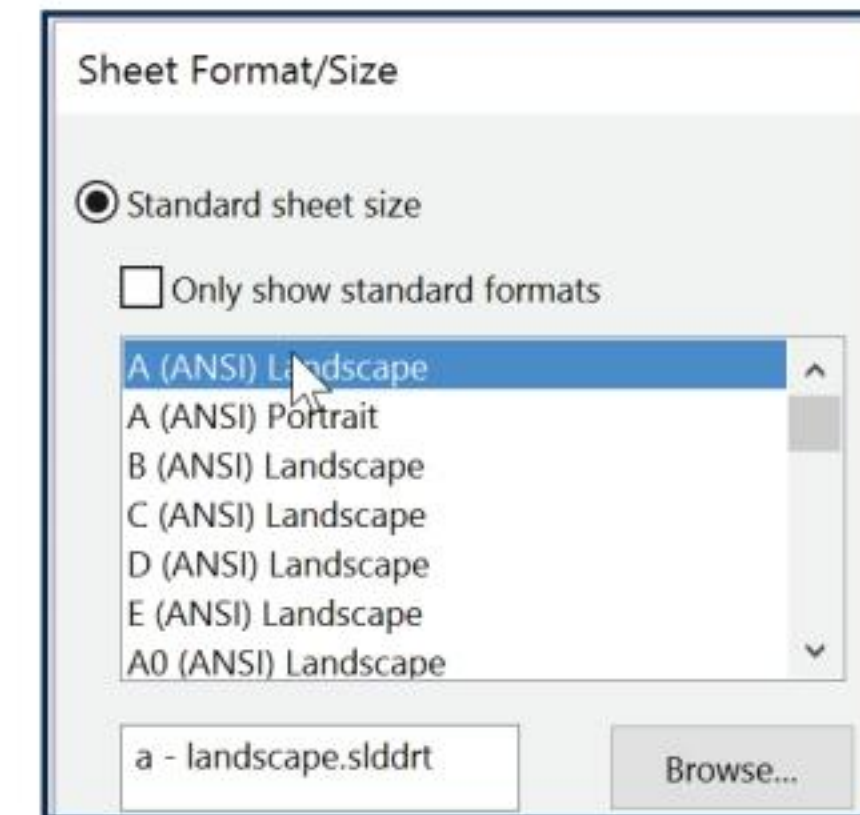 Sheet Format/Size
Standard sheet size
Only show standard formats
A (ANSI) Landscape
A (ANSI) Portrait
B (ANSI) Landscape
C (ANSI) Landscape
D (ANSI) Landscape
E (ANSI) Landscape
A0 (ANSI) Landscape
a - landscape.slddrt
Browse...